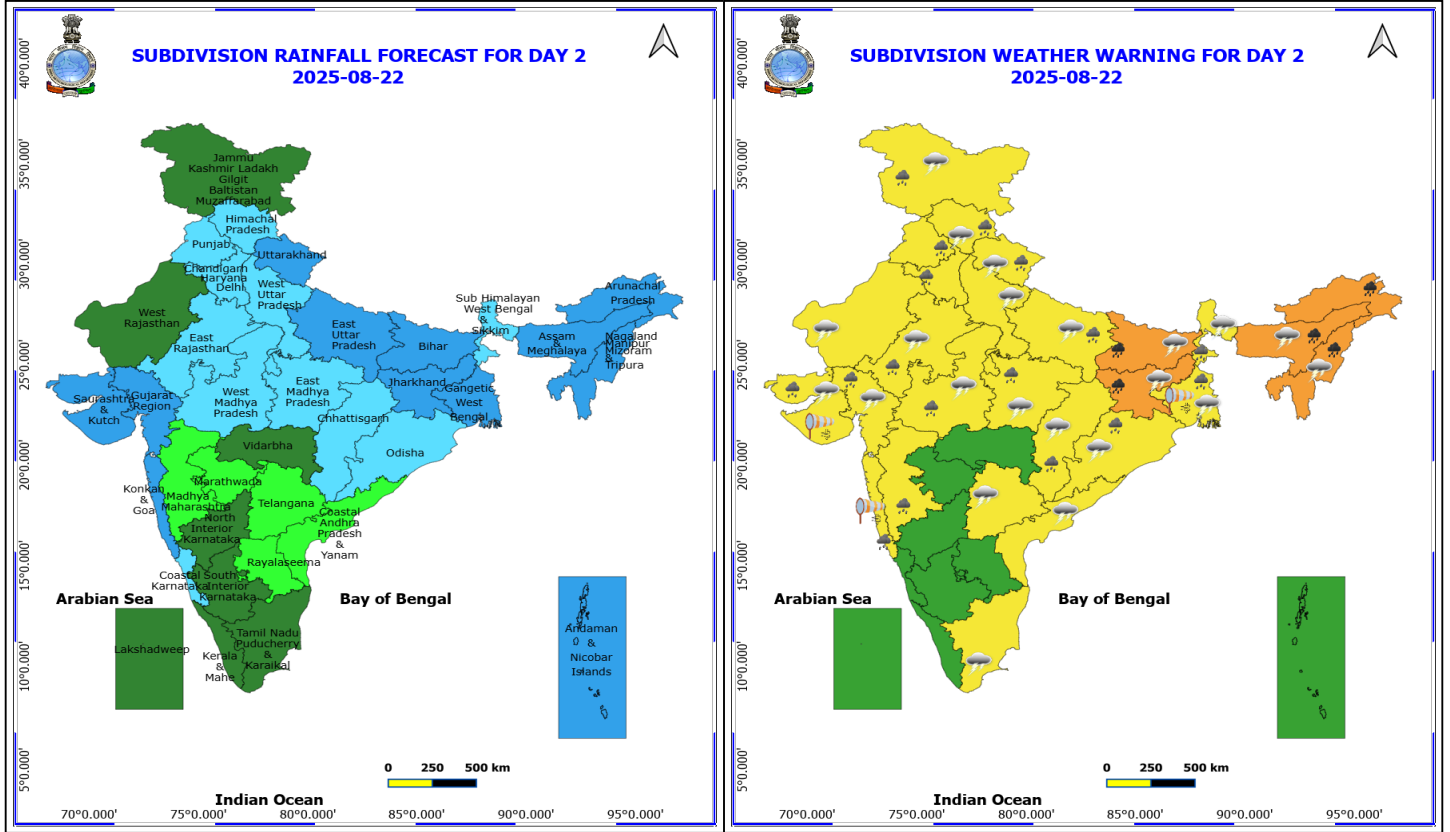 SUBDIVISION RAINFALL FORECAST FOR DAY 2
2025-08-22
40°0.000'
35°0.000'
30°0.000'
25°0.000'
20°0.000'
15°0.000'
10°0.000'
5°0.000'
Jammu
Kashmir Ladakh
Gilgit
Baltistan
Muzaffarabad
Himachal
Pradesh
Punjab
Uttarakhand
Chandigarh
Haryana
Delhi
West
Uttar
Pradesh
West
Rajasthan
East
Rajasthan
East
Uttar
Pradesh
Bihar
Sub Himalayan
West Bengal
&
Sikkim
Arunachal
Pradesh
Assam
&
Meghalaya
Nagaland
Manipur
Mizoram
&
Tripura
Saurashtra
&
Kutch
Gujarat
Region
West
Madhya
Pradesh
East
Madhya
Pradesh
Jharkhand
Gangetic
West
Bengal
Chhattisgarh
Odisha
Vidarbha
Konkan
&
Goa
Madhya
Maharashtra
Marathwada
Telangana
North
Interior
Karnataka
Coastal
Andhra
Pradesh
&
Yanam
Rayalaseema
Coastal
Karnataka
South
Interior
Karnataka
Tamil Nadu
Puducherry
&
Karaikal
Kerala
&
Mahe
Lakshadweep
Andaman
&
Nicobar
Islands
Arabian Sea
Bay of Bengal
Indian Ocean
0 250 500 km
70°0.000' 75°0.000' 80°0.000' 85°0.000' 90°0.000' 95°0.000'
SUBDIVISION WEATHER WARNING FOR DAY 2
2025-08-22
40°0.000'
35°0.000'
30°0.000'
25°0.000'
20°0.000'
15°0.000'
10°0.000'
5°0.000'
Arabian Sea
Bay of Bengal
Indian Ocean
0 250 500 km
70°0.000' 75°0.000' 80°0.000' 85°0.000' 90°0.000' 95°0.000'